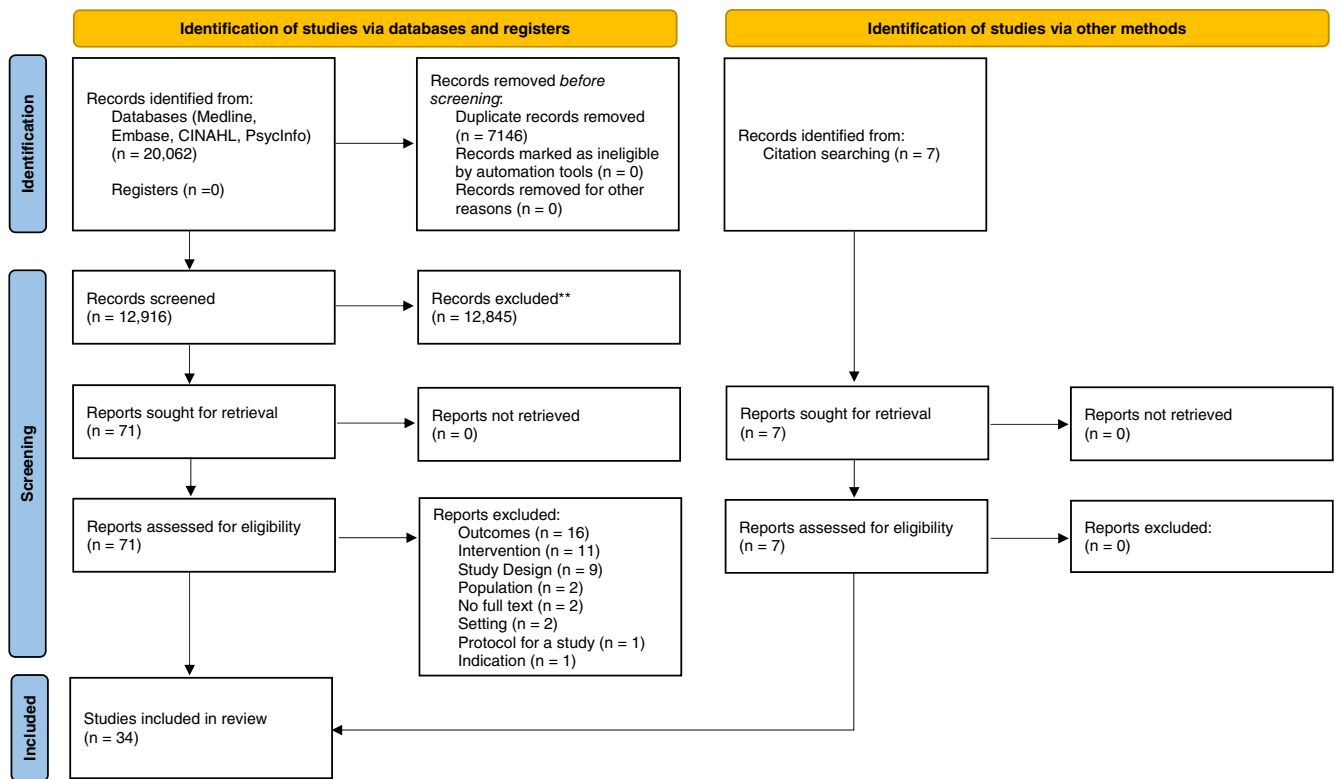 Identification of studies via databases and registers
Identification of studies via other methods
Identification
Records identified from:
Databases (Medline,
Embase, CINAHL, PsycInfo)
(n = 20,062)
Registers (n =0)
Records removed before
screening:
Duplicate records removed
(n = 7146)
Records marked as ineligible
by automation tools (n = 0)
Records removed for other
reasons (n = 0)
Records identified from:
Citation searching (n = 7)
Screening
Records screened
(n = 12,916)
Records excluded**
(n = 12,845)
Reports sought for retrieval
(n = 71)
Reports not retrieved
(n = 0)
Reports sought for retrieval
(n = 7)
Reports not retrieved
(n = 0)
Reports assessed for eligibility
(n = 71)
Reports excluded:
Outcomes (n = 16)
Intervention (n = 11)
Study Design (n = 9)
Population (n = 2)
No full text (n = 2)
Setting (n = 2)
Protocol for a study (n = 1)
Indication (n = 1)
Reports assessed for eligibility
(n = 7)
Reports excluded:
(n = 0)
Included
Studies included in review
(n = 34)